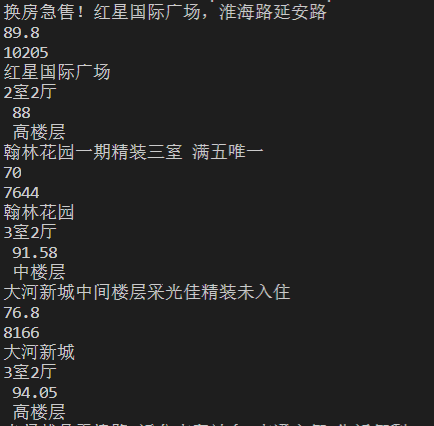 换房急售！红星国际广场，淮海路延安路
89.8
10205
红星国际广场
2室2厅
88
高楼层
翰林花园一期精装三室 满五唯一
70
7644
翰林花园
3室2厅
91.58
中楼层
大河新城中间楼层采光佳精装未入住
76.8
8166
大河新城
3室2厅
94.05
高楼层